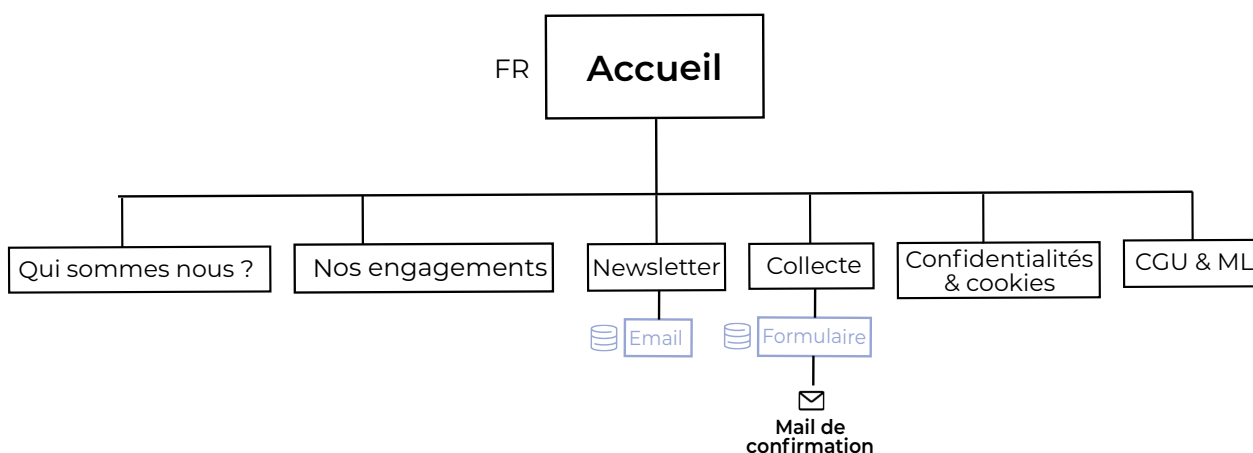 FR
Accueil
Qui sommes nous ?
Nos engagements
Newsletter
Collecte
Confidentialités
& cookies
CGU & ML
Email
Formulaire
Mail de
confirmation